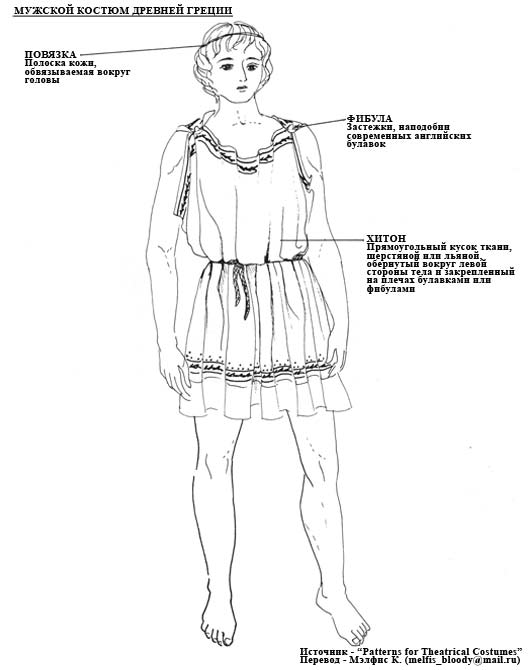 МУЖСКОЙ КОСТЮМ ДРЕВНЕЙ ГРЕЦИИ
ПОВЯЗКА
Полоска кожи,
обвязываемая вокруг
головы
ФИБУЛА
Застежки, наподобии
современных английских
булавок
ХИТОН
Прямоугольный кусок ткани,
шерстяной или льяной,
обернутый вокруг левой
стороны тела и закрепленный
на плечах булавками или
фибулами
Источник - “Patterns for Theatrical Costumes”
Перевод - Мэлфис К. (melfis_bloody@mail.ru)